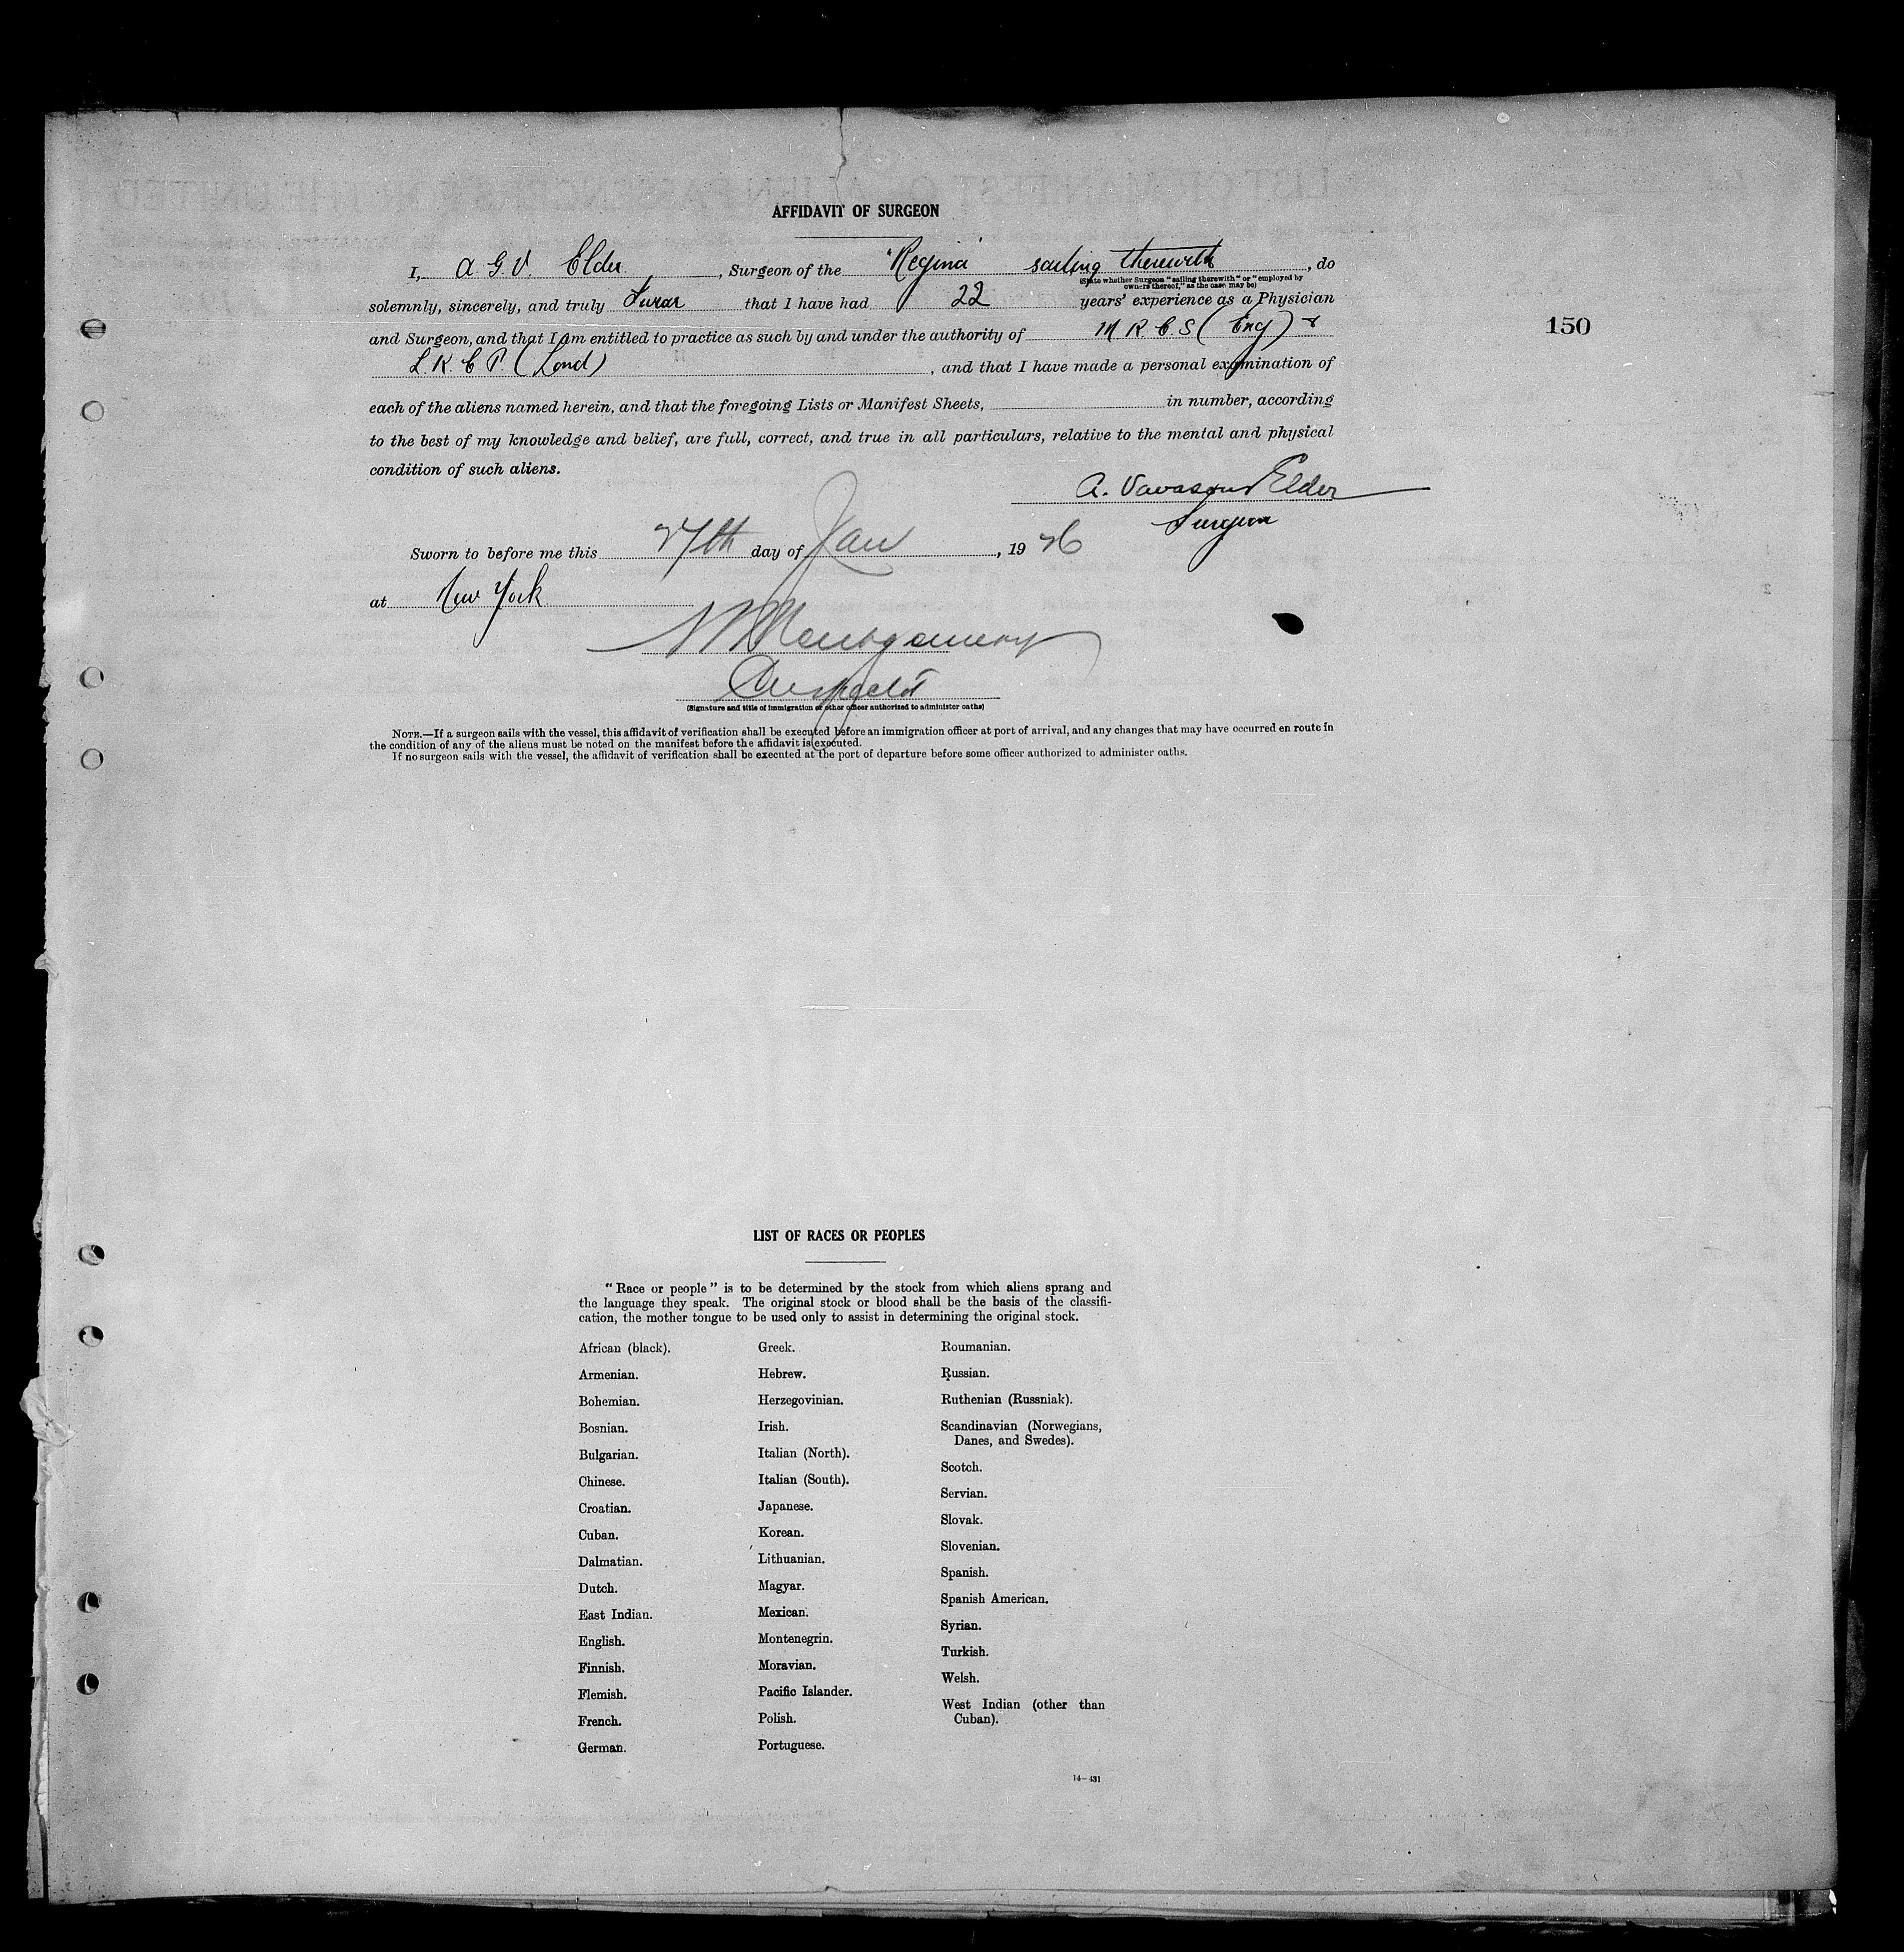 AFFIDAVIT OF SURGEON
I, A. G. V. Elder, Surgeon of the "Regina" sailing therewith, do
(State whether Surgeon "sailing therewith" or "employed by
owners thereof," as the case may be)
solemnly, sincerely, and truly swear that I have had 22 years' experience as a Physician
and Surgeon, and that I am entitled to practice as such by and under the authority of M R C S (Eng) &
L. R. C P. (Lond), and that I have made a personal examination of
each of the aliens named herein, and that the foregoing Lists or Manifest Sheets, in number, according
to the best of my knowledge and belief, are full, correct, and true in all particulars, relative to the mental and physical
condition of such aliens.
A. Vavasour Elder
Surgeon
Sworn to before me this 27th day of Jan, 1926
at New York
Montgomery
(Signature and title of immigration or other officer authorized to administer oaths)
NOTE.—If a surgeon sails with the vessel, this affidavit of verification shall be executed before an immigration officer at port of arrival, and any changes that may have occurred en route in
the condition of any of the aliens must be noted on the manifest before the affidavit is executed.
If no surgeon sails with the vessel, the affidavit of verification shall be executed at the port of departure before some officer authorized to administer oaths.
150
LIST OF RACES OR PEOPLES
"Race or people" is to be determined by the stock from which aliens sprang and
the language they speak. The original stock or blood shall be the basis of the classifi-
cation, the mother tongue to be used only to assist in determining the original stock.
African (black).
Armenian.
Bohemian.
Bosnian.
Bulgarian.
Chinese.
Croatian.
Cuban.
Dalmatian.
Dutch.
East Indian.
English.
Finnish.
Flemish.
French.
German.
Greek.
Hebrew.
Herzegovinian.
Irish.
Italian (North).
Italian (South).
Japanese.
Korean.
Lithuanian.
Magyar.
Mexican.
Montenegrin.
Moravian.
Pacific Islander.
Polish.
Portuguese.
Roumanian.
Russian.
Ruthenian (Russniak).
Scandinavian (Norwegians,
Danes, and Swedes).
Scotch.
Servian.
Slovak.
Slovenian.
Spanish.
Spanish American.
Syrian.
Turkish.
Welsh.
West Indian (other than
Cuban).
14—431